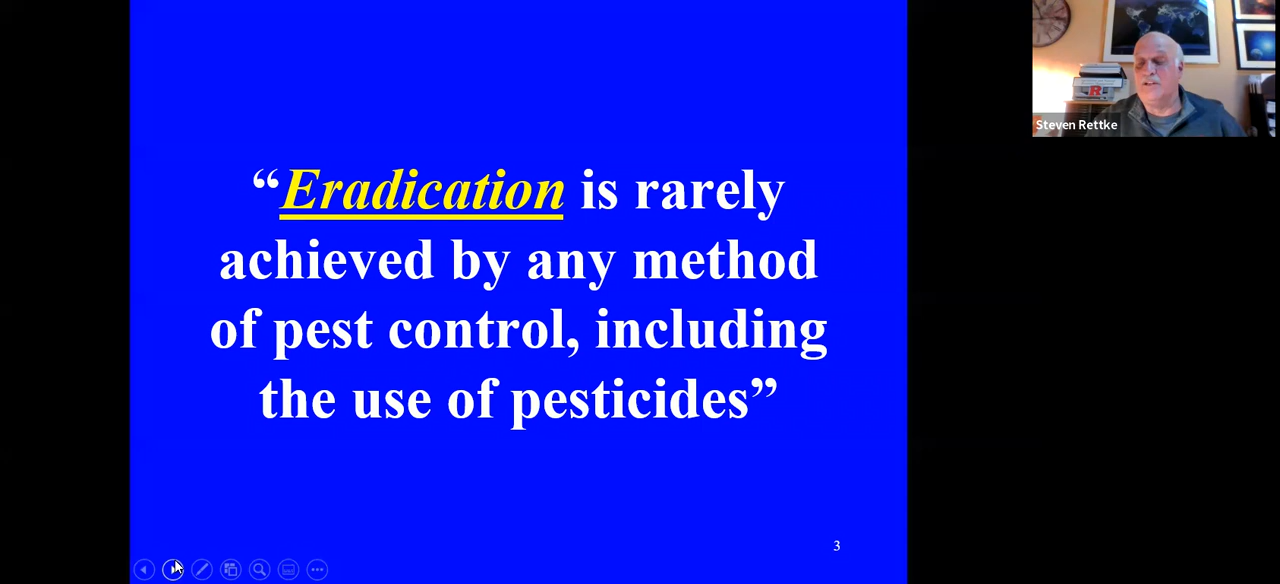 “Eradication is rarely
achieved by any method
of pest control, including
the use of pesticides”
3
Steven Rettke
R